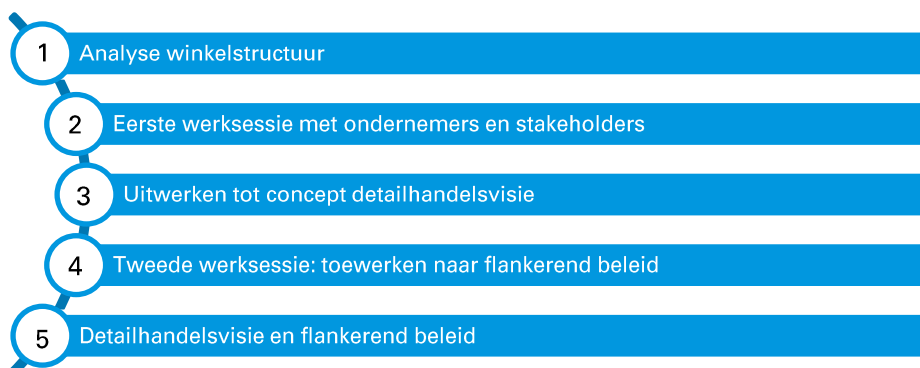 1 Analyse winkelstructuur
2 Eerste werksessie met ondernemers en stakeholders
3 Uitwerken tot concept detailhandelsvisie
4 Tweede werksessie: toewerken naar flankerend beleid
5 Detailhandelsvisie en flankerend beleid